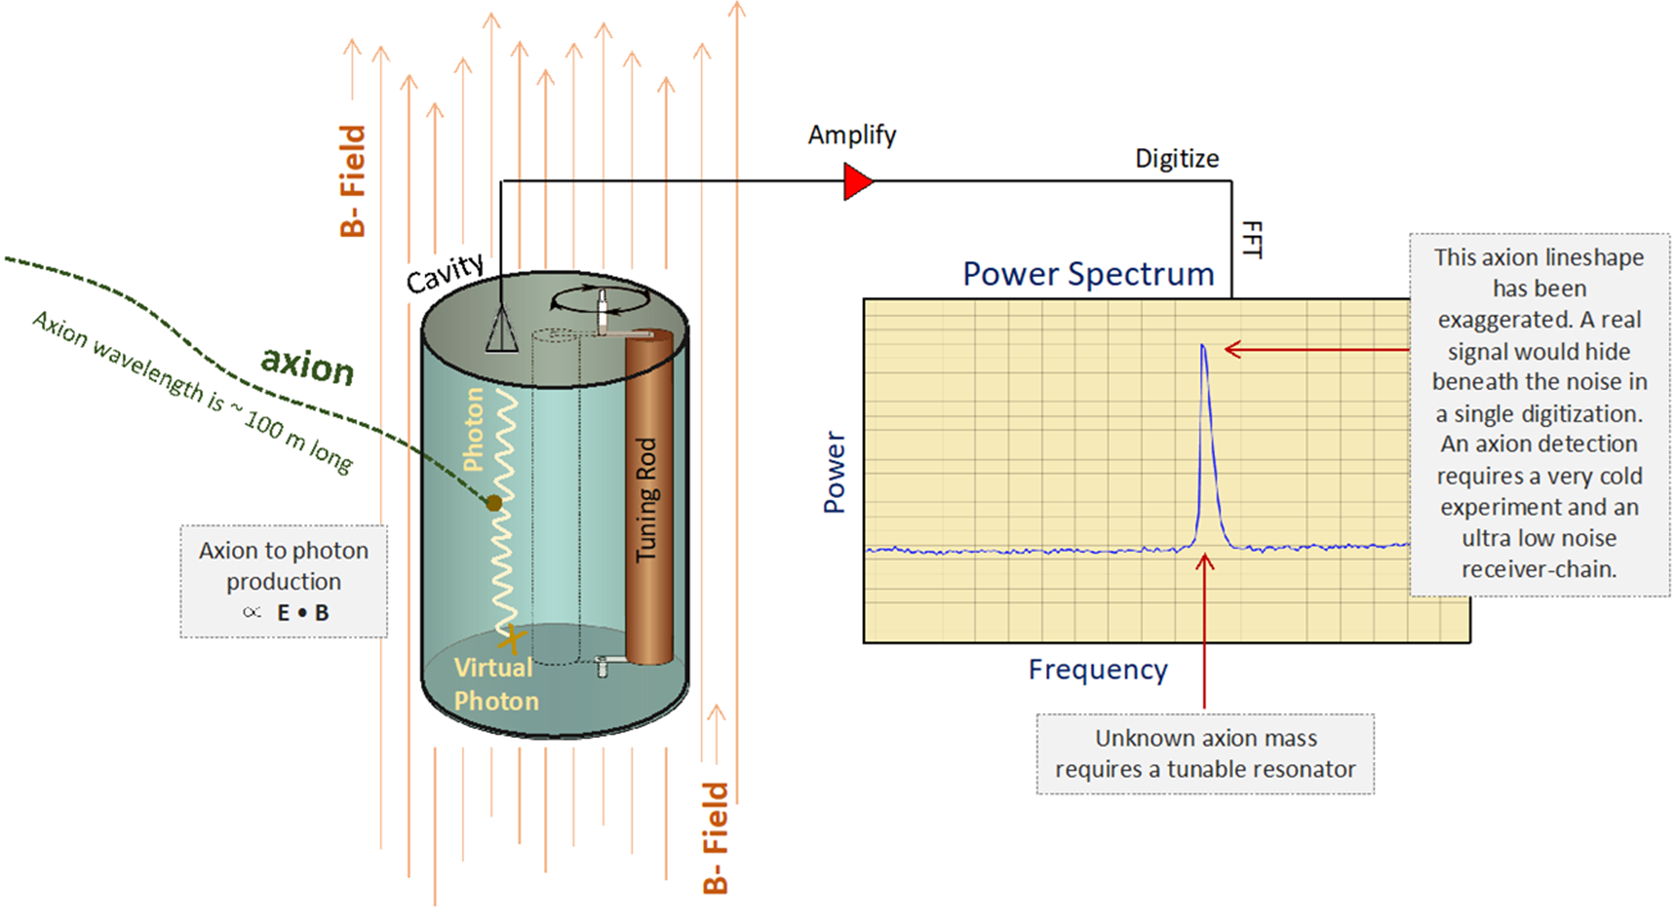 B- Field
Amplify
Digitize
FFT
Cavity
Power Spectrum
axion
Axion wavelength is ~ 100 m long
Photon
Tuning Rod
Virtual
Photon
Axion to photon
production
∝ E • B
B- Field
Power
Frequency
This axion lineshape
has been
exaggerated. A real
signal would hide
beneath the noise in
a single digitization.
An axion detection
requires a very cold
experiment and an
ultra low noise
receiver-chain.
Unknown axion mass
requires a tunable resonator